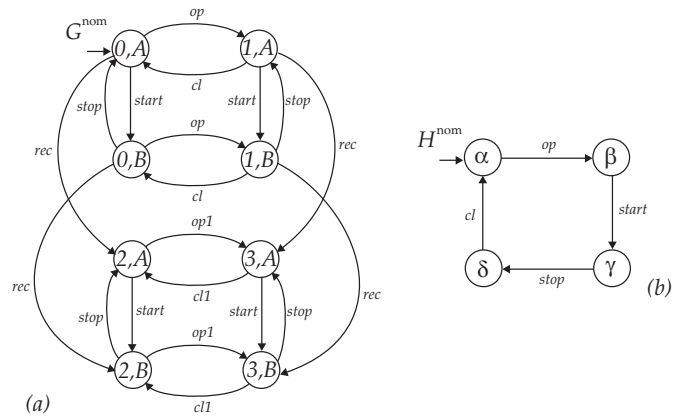 G^nom
0,A
op
1,A
cl
stop
start
start
stop
rec
op
rec
0,B
1,B
cl
op1
2,A
3,A
cl1
rec
stop
start
start
stop
rec
op1
2,B
3,B
cl1
(a)
H^nom
α
op
β
cl
start
δ
stop
γ
(b)